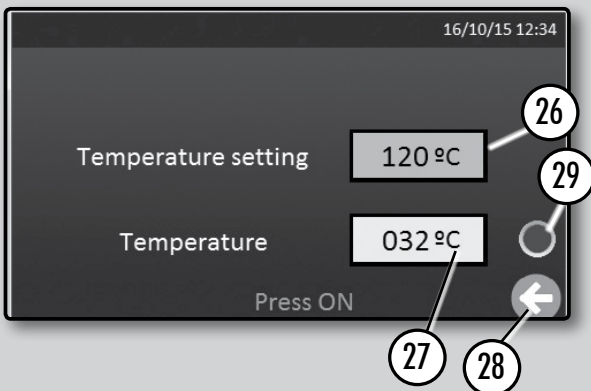 16/10/15 12:34
26
Temperature setting 120 ºC
29
Temperature 032 ºC
Press ON
27
28